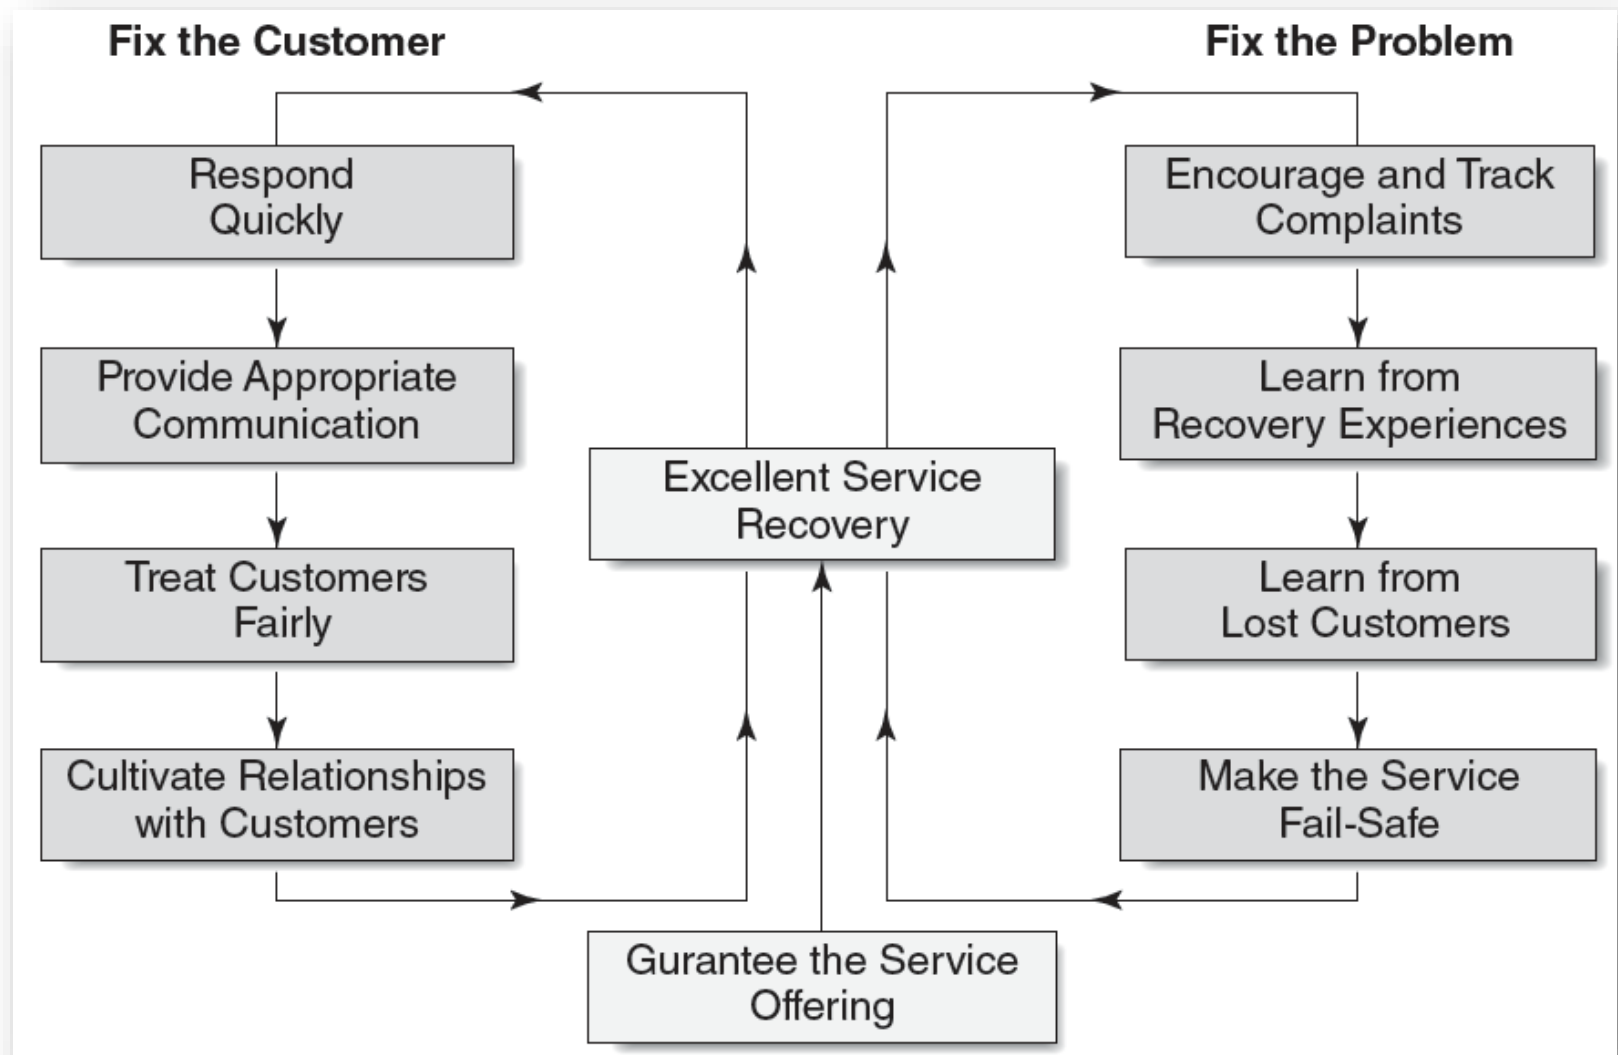 Fix the Customer
Fix the Problem
Respond
Quickly
Provide Appropriate
Communication
Treat Customers
Fairly
Cultivate Relationships
with Customers
Excellent Service
Recovery
Gurantee the Service
Offering
Encourage and Track
Complaints
Learn from
Recovery Experiences
Learn from
Lost Customers
Make the Service
Fail-Safe